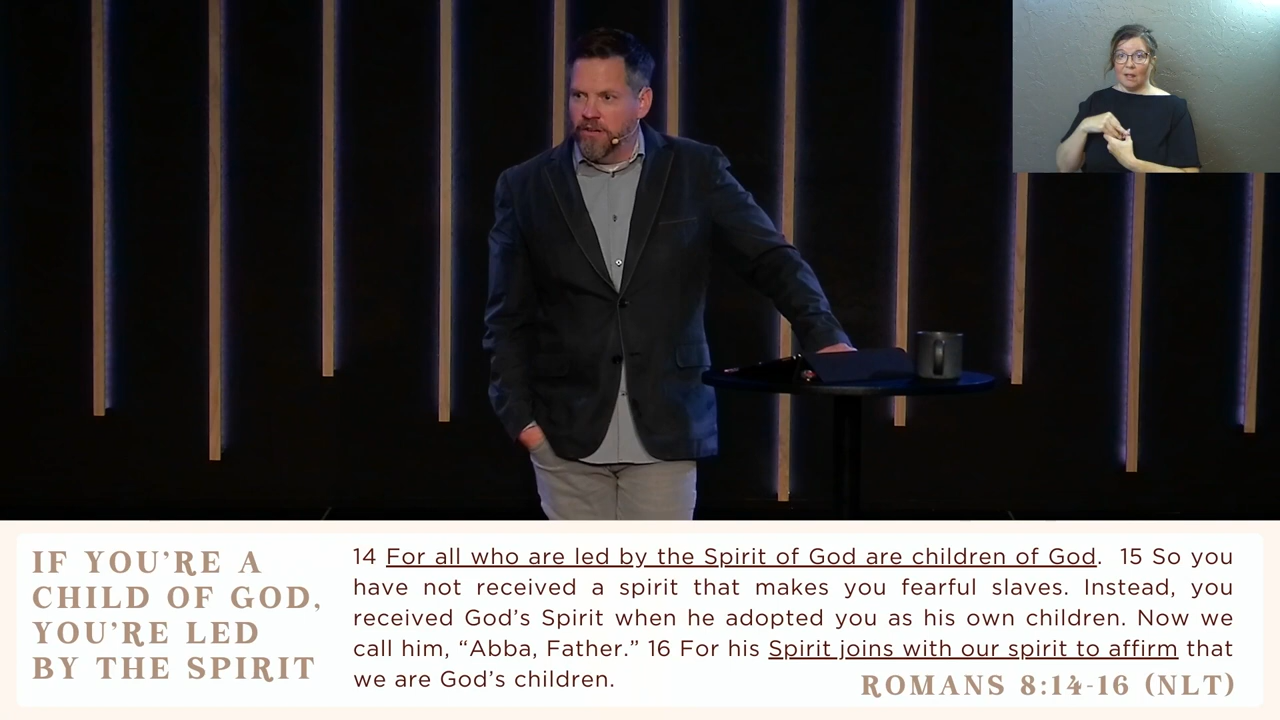 IF YOU'RE A
CHILD OF GOD,
YOU'RE LED
BY THE SPIRIT
14 For all who are led by the Spirit of God are children of God.  15 So you
have not received a spirit that makes you fearful slaves. Instead, you
received God's Spirit when he adopted you as his own children. Now we
call him, “Abba, Father.” 16 For his Spirit joins with our spirit to affirm that
we are God's children.
ROMANS 8:14-16 (NLT)